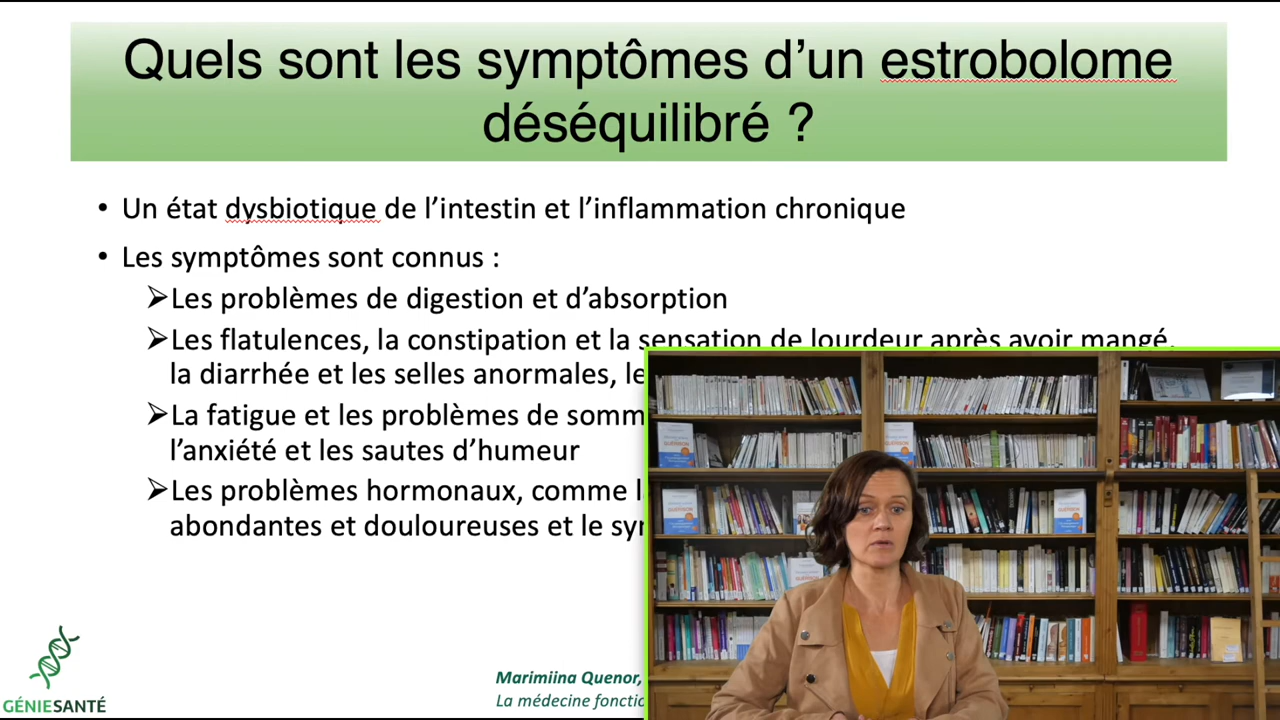 Quels sont les symptômes d’un estrobolome
déséquilibré ?
• Un état dysbiotique de l’intestin et l’inflammation chronique
• Les symptômes sont connus :
➢Les problèmes de digestion et d’absorption
➢Les flatulences, la constipation et la sensation de lourdeur après avoir mangé,
la diarrhée et les selles anormales, le
➢La fatigue et les problèmes de somm
l’anxiété et les sautes d’humeur
➢Les problèmes hormonaux, comme l
abondantes et douloureuses et le sy
GÉNIESANTÉ
Marimiina Quenor,
La médecine fonctio
GUÉRISON